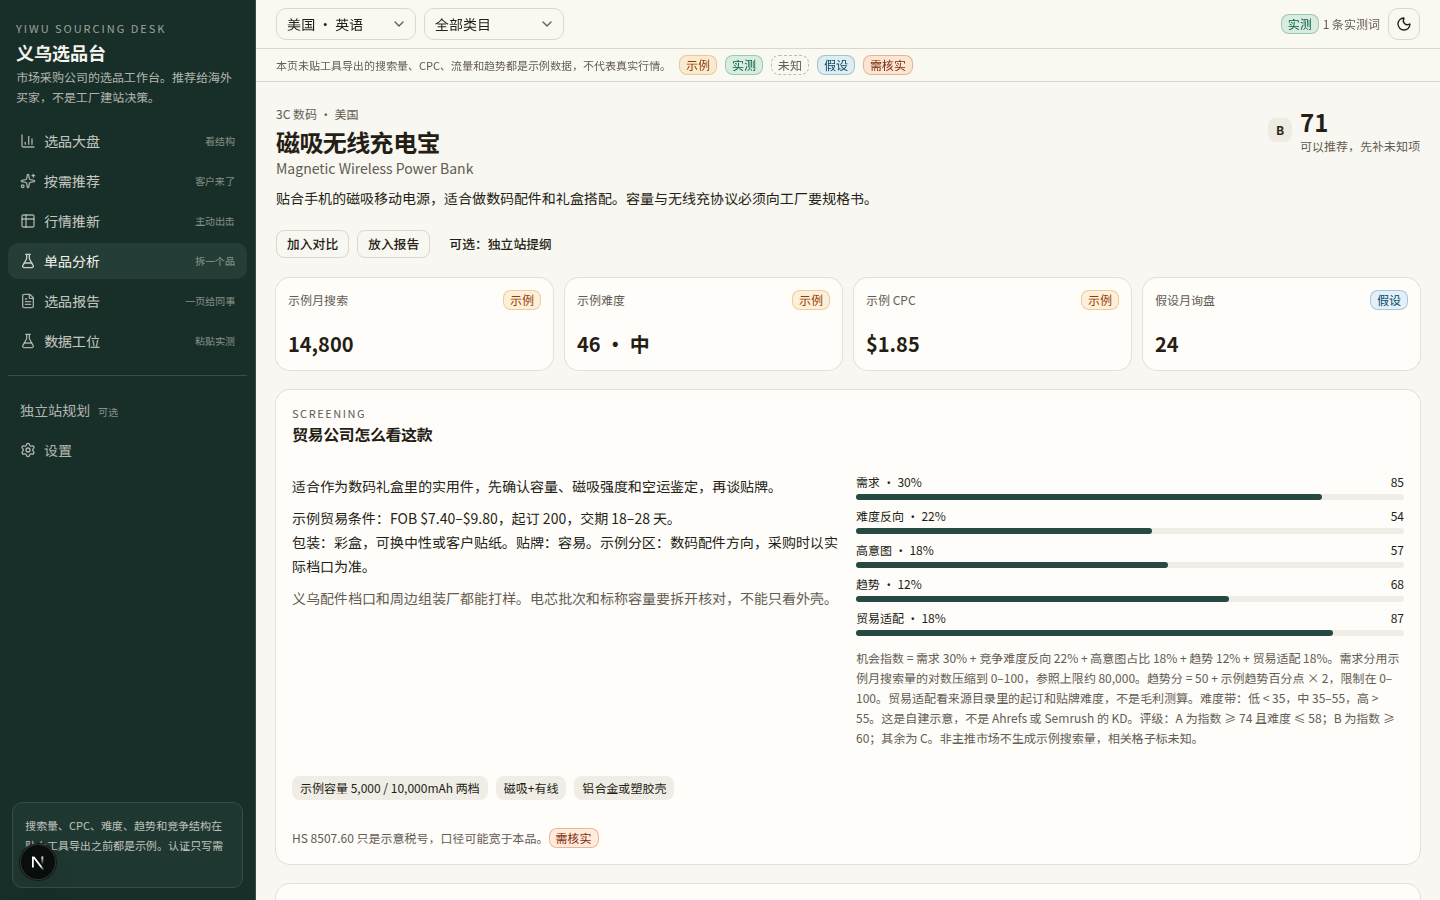 YIWU SOURCING DESK
义乌选品台
市场采购公司的选品工作台。推荐给海外
买家，不是工厂建站决策。
选品大盘 看结构
按需推荐 客户来了
行情推新 主动出击
单品分析 拆一个品
选品报告 一页给同事
数据工位 粘贴实测
独立站规划 可选
设置
搜索量、CPC、难度、趋势和竞争结构在
工具导出之前都是示例。认证只写需
N
美国 · 英语
全部类目
实测 1 条实测词
本页未贴工具导出的搜索量、CPC、流量和趋势都是示例数据，不代表真实行情。 示例 实测 未知 假设 需核实
3C 数码 · 美国
磁吸无线充电宝
Magnetic Wireless Power Bank
贴合手机的磁吸移动电源，适合做数码配件和礼盒搭配。容量与无线充协议必须向工厂要规格书。
B 71
可以推荐，先补未知项
加入对比 放入报告 可选：独立站提纲
示例月搜索 示例
14,800
示例难度 示例
46 · 中
示例 CPC 示例
$1.85
假设月询盘 假设
24
SCREENING
贸易公司怎么看这款
适合作为数码礼盒里的实用件，先确认容量、磁吸强度和空运鉴定，再谈贴牌。
示例贸易条件：FOB $7.40–$9.80，起订 200，交期 18–28 天。
包装：彩盒，可换中性或客户贴纸。贴牌：容易。示例分区：数码配件方向，采购时以实
际档口为准。
义乌配件档口和周边组装厂都能打样。电芯批次和标称容量要拆开核对，不能只看外壳。
需求 · 30% 85
难度反向 · 22% 54
高意图 · 18% 57
趋势 · 12% 68
贸易适配 · 18% 87
机会指数 = 需求 30% + 竞争难度反向 22% + 高意图占比 18% + 趋势 12% + 贸易适配 18%。需求分用示
例月搜索量的对数压缩到 0–100，参照上限约 80,000。趋势分 = 50 + 示例趋势百分点 × 2，限制在 0–
100。贸易适配看来源目录里的起订和贴牌难度，不是毛利测算。难度带：低 < 35，中 35–55，高 >
55。这是自建示意，不是 Ahrefs 或 Semrush 的 KD。评级：A 为指数 ≥ 74 且难度 ≤ 58；B 为指数 ≥
60；其余为 C。非主推市场不生成示例搜索量，相关格子标未知。
示例容量 5,000 / 10,000mAh 两档 磁吸+有线 铝合金或塑胶壳
HS 8507.60 只是示意税号，口径可能宽于本品。 需核实